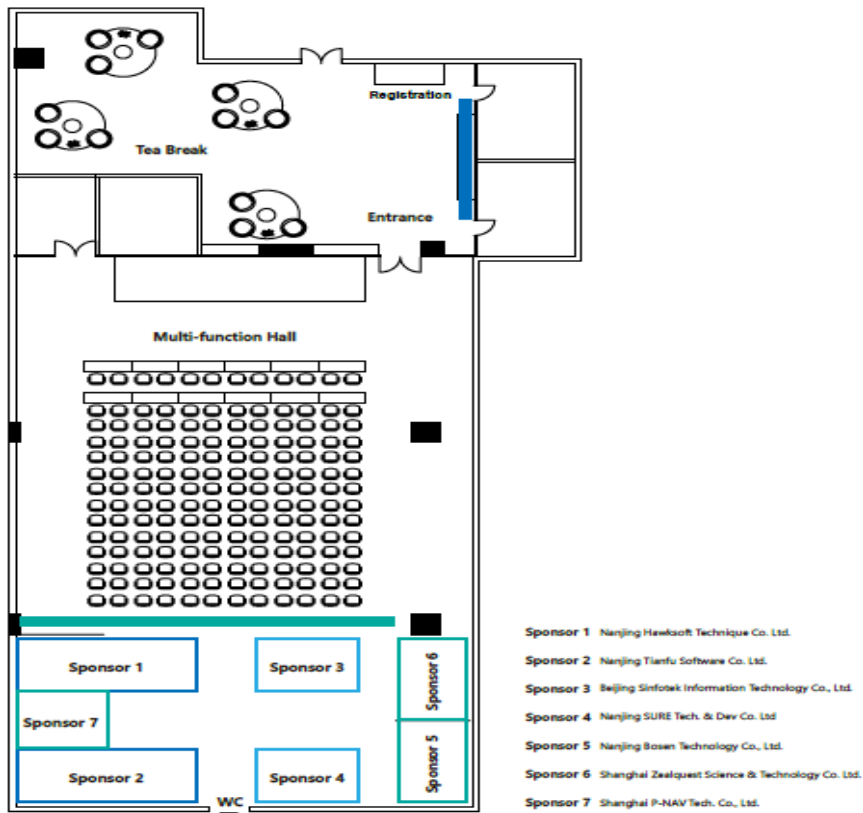 Registration
Tea Break
Entrance
Multi-function Hall
Sponsor 1
Sponsor 3
Sponsor 6
Sponsor 7
Sponsor 2
Sponsor 4
Sponsor 5
WC
Sponsor 1 Nanjing Hawksoft Technique Co. Ltd.
Sponsor 2 Nanjing Tianfu Software Co. Ltd.
Sponsor 3 Beijing Sinfotek Information Technology Co., Ltd.
Sponsor 4 Nanjing SURE Tech. & Dev Co. Ltd
Sponsor 5 Nanjing Bosen Technology Co., Ltd.
Sponsor 6 Shanghai Zealquest Science & Technology Co. Ltd.
Sponsor 7 Shanghai P-NAV Tech. Co., Ltd.